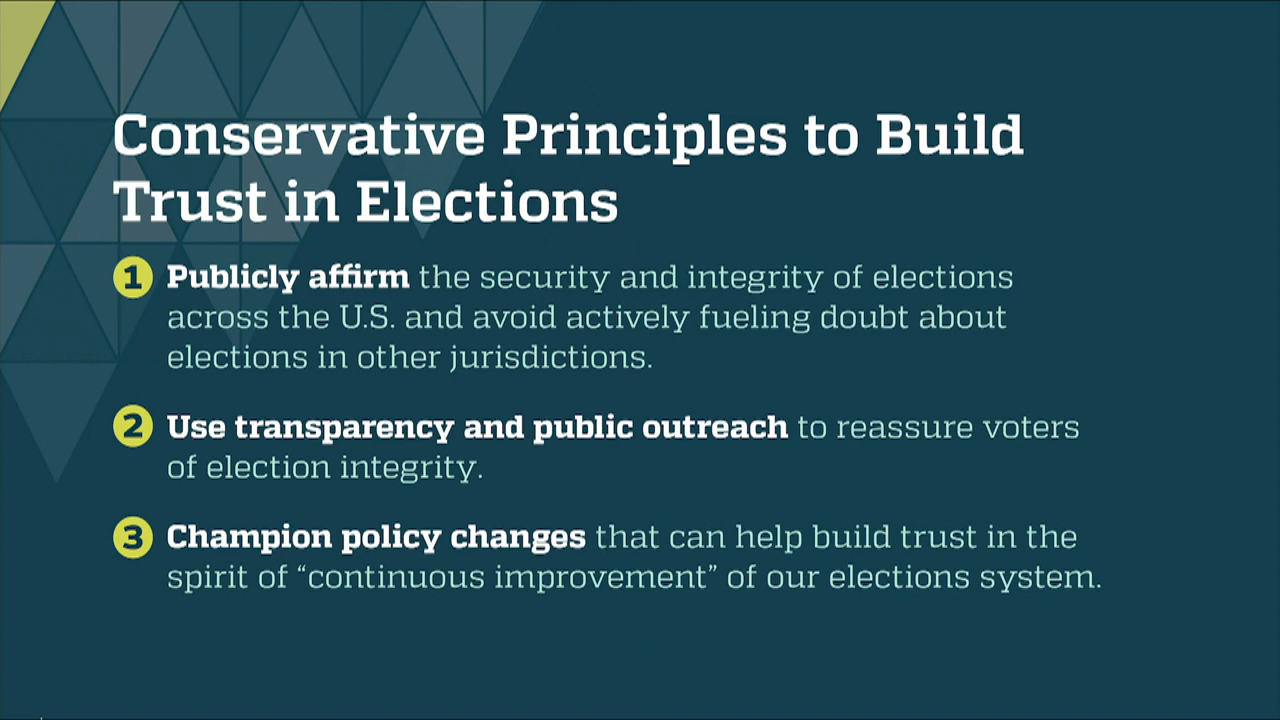 Conservative Principles to Build
Trust in Elections
1 Publicly affirm the security and integrity of elections
across the U.S. and avoid actively fueling doubt about
elections in other jurisdictions.
2 Use transparency and public outreach to reassure voters
of election integrity.
3 Champion policy changes that can help build trust in the
spirit of “continuous improvement” of our elections system.